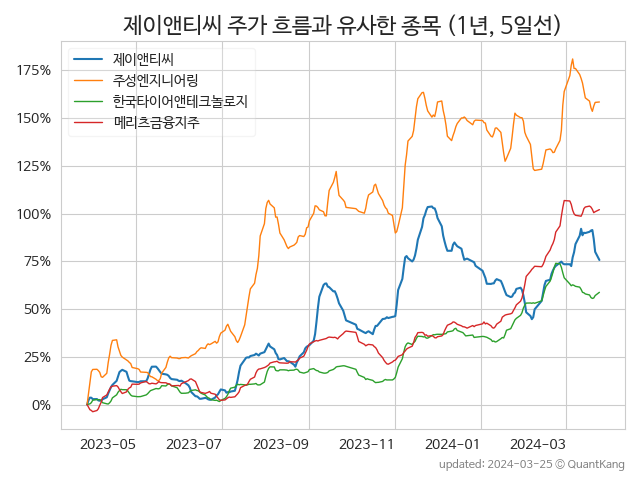 제이앤티씨 주가 흐름과 유사한 종목 (1년, 5일선)
제이앤티씨
주성엔지니어링
한국타이어앤테크놀로지
메리츠금융지주
175%
150%
125%
100%
75%
50%
25%
0%
2023-05 2023-07 2023-09 2023-11 2024-01 2024-03
updated: 2024-03-25 © QuantKang